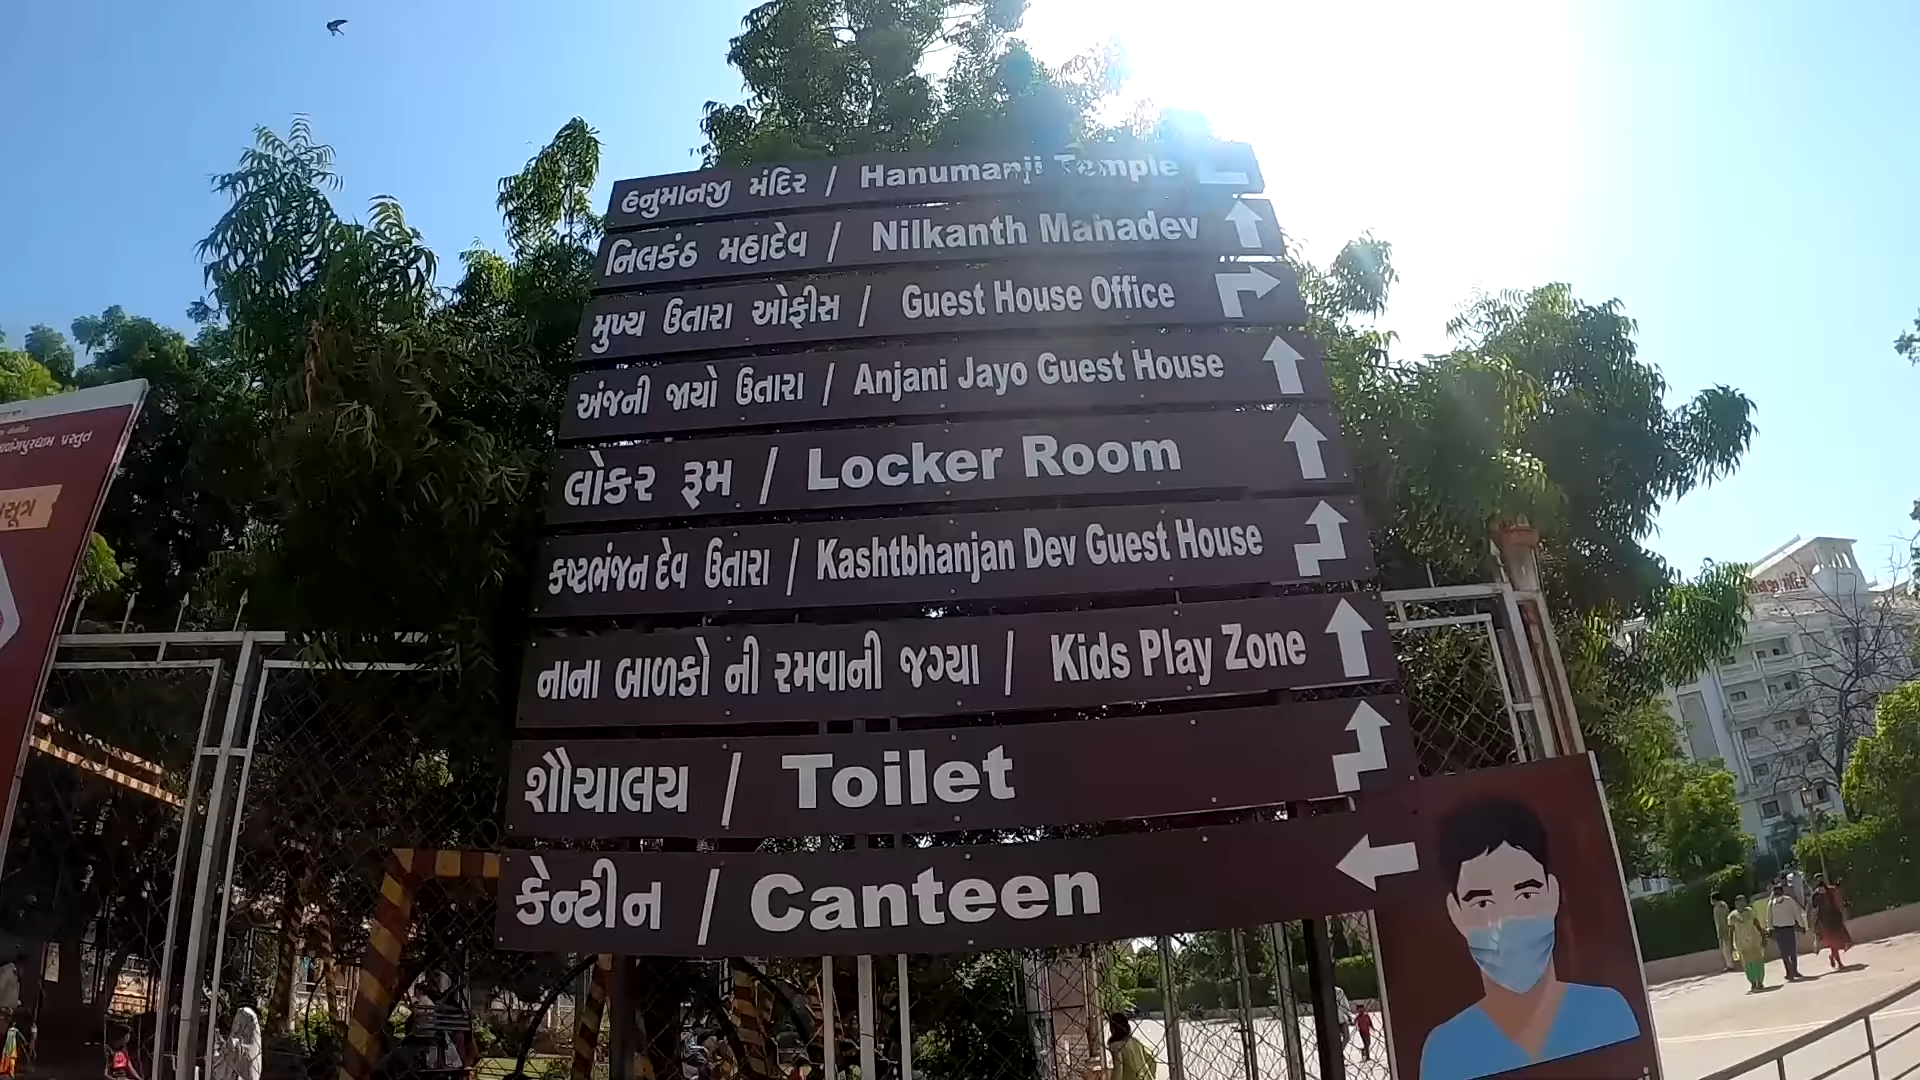 હનુમાનજી મંદિર / Hanumanji Temple
નિલકંઠ મહાદેવ / Nilkanth Mahadev
મુખ્ય ઉતારા ઓફીસ / Guest House Office
અંજની જાયો ઉતારા / Anjani Jayo Guest House
લોકર રૂમ / Locker Room
કષ્ટભંજન દેવ ઉતારા / Kashtbhanjan Dev Guest House
નાના બાળકો ની રમવાની જગ્યા / Kids Play Zone
શૌચાલય / Toilet
કેન્ટીન / Canteen
પ્રસ્તુત